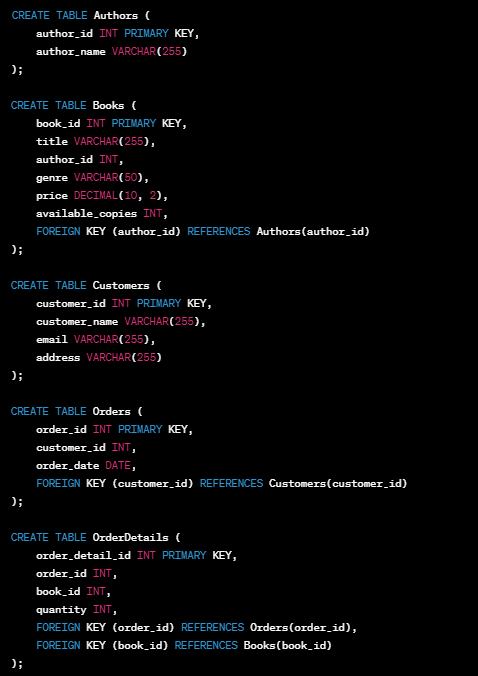 CREATE TABLE Authors (
    author_id INT PRIMARY KEY,
    author_name VARCHAR(255)
);

CREATE TABLE Books (
    book_id INT PRIMARY KEY,
    title VARCHAR(255),
    author_id INT,
    genre VARCHAR(50),
    price DECIMAL(10, 2),
    available_copies INT,
    FOREIGN KEY (author_id) REFERENCES Authors(author_id)
);

CREATE TABLE Customers (
    customer_id INT PRIMARY KEY,
    customer_name VARCHAR(255),
    email VARCHAR(255),
    address VARCHAR(255)
);

CREATE TABLE Orders (
    order_id INT PRIMARY KEY,
    customer_id INT,
    order_date DATE,
    FOREIGN KEY (customer_id) REFERENCES Customers(customer_id)
);

CREATE TABLE OrderDetails (
    order_detail_id INT PRIMARY KEY,
    order_id INT,
    book_id INT,
    quantity INT,
    FOREIGN KEY (order_id) REFERENCES Orders(order_id),
    FOREIGN KEY (book_id) REFERENCES Books(book_id)
);